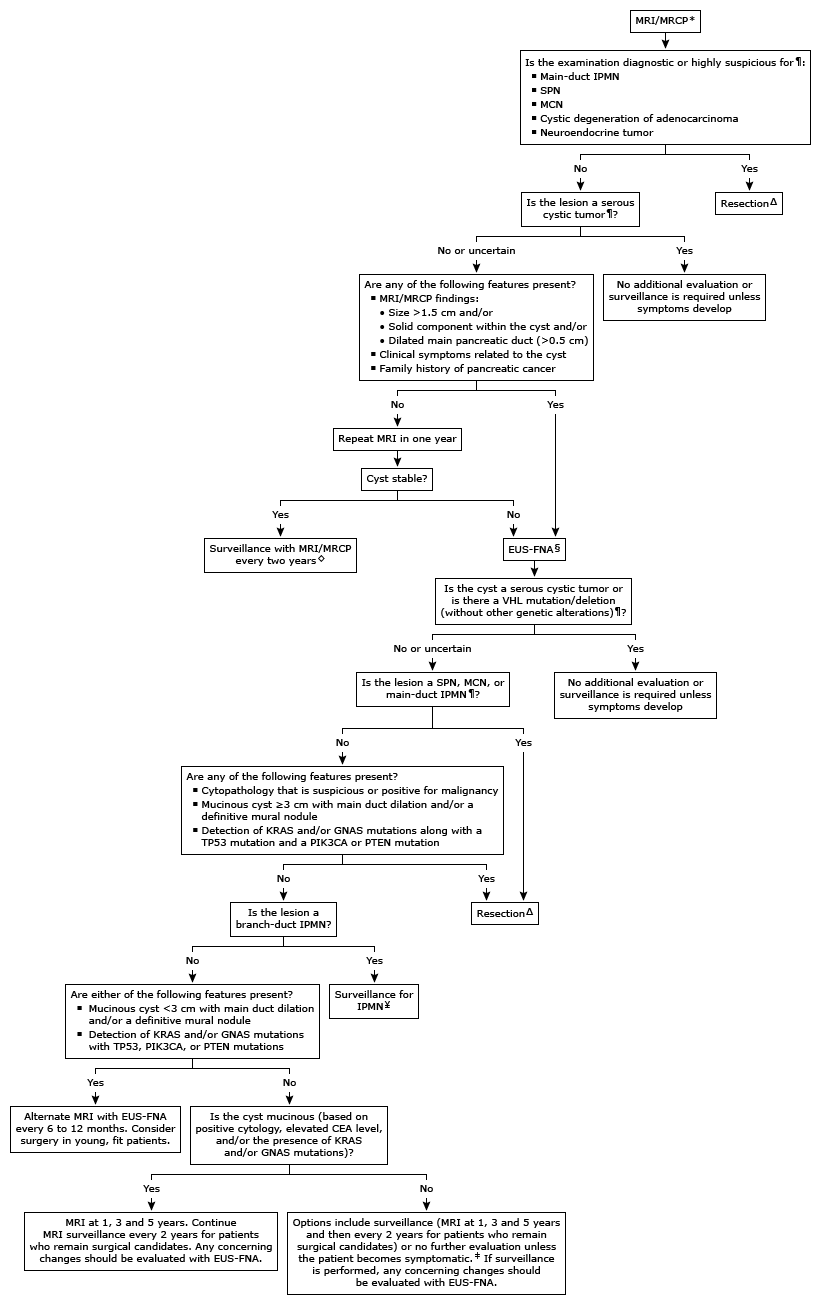 MRI/MRCP*
Is the examination diagnostic or highly suspicious for¶:
▪ Main-duct IPMN
▪ SPN
▪ MCN
▪ Cystic degeneration of adenocarcinoma
▪ Neuroendocrine tumor
No
Yes
Is the lesion a serous
cystic tumor¶?
ResectionΔ
No or uncertain
Yes
Are any of the following features present?
▪ MRI/MRCP findings:
• Size >1.5 cm and/or
• Solid component within the cyst and/or
• Dilated main pancreatic duct (>0.5 cm)
▪ Clinical symptoms related to the cyst
▪ Family history of pancreatic cancer
No additional evaluation or
surveillance is required unless
symptoms develop
No
Yes
Repeat MRI in one year
Cyst stable?
Yes
No
Surveillance with MRI/MRCP
every two years◇
EUS-FNA§
Is the cyst a serous cystic tumor or
is there a VHL mutation/deletion
(without other genetic alterations)¶?
No or uncertain
Yes
Is the lesion a SPN, MCN, or
main-duct IPMN¶?
No additional evaluation or
surveillance is required unless
symptoms develop
No
Yes
Are any of the following features present?
▪ Cytopathology that is suspicious or positive for malignancy
▪ Mucinous cyst ≥3 cm with main duct dilation and/or a
definitive mural nodule
▪ Detection of KRAS and/or GNAS mutations along with a
TP53 mutation and a PIK3CA or PTEN mutation
No
Yes
Is the lesion a
branch-duct IPMN?
ResectionΔ
No
Yes
Are either of the following features present?
▪ Mucinous cyst <3 cm with main duct dilation
and/or a definitive mural nodule
▪ Detection of KRAS and/or GNAS mutations
with TP53, PIK3CA, or PTEN mutations
Surveillance for
IPMN¥
Yes
No
Alternate MRI with EUS-FNA
every 6 to 12 months. Consider
surgery in young, fit patients.
Is the cyst mucinous (based on
positive cytology, elevated CEA level,
and/or the presence of KRAS
and/or GNAS mutations)?
Yes
No
MRI at 1, 3 and 5 years. Continue
MRI surveillance every 2 years for patients
who remain surgical candidates. Any concerning
changes should be evaluated with EUS-FNA.
Options include surveillance (MRI at 1, 3 and 5 years
and then every 2 years for patients who remain
surgical candidates) or no further evaluation unless
the patient becomes symptomatic.‡ If surveillance
is performed, any concerning changes should
be evaluated with EUS-FNA.